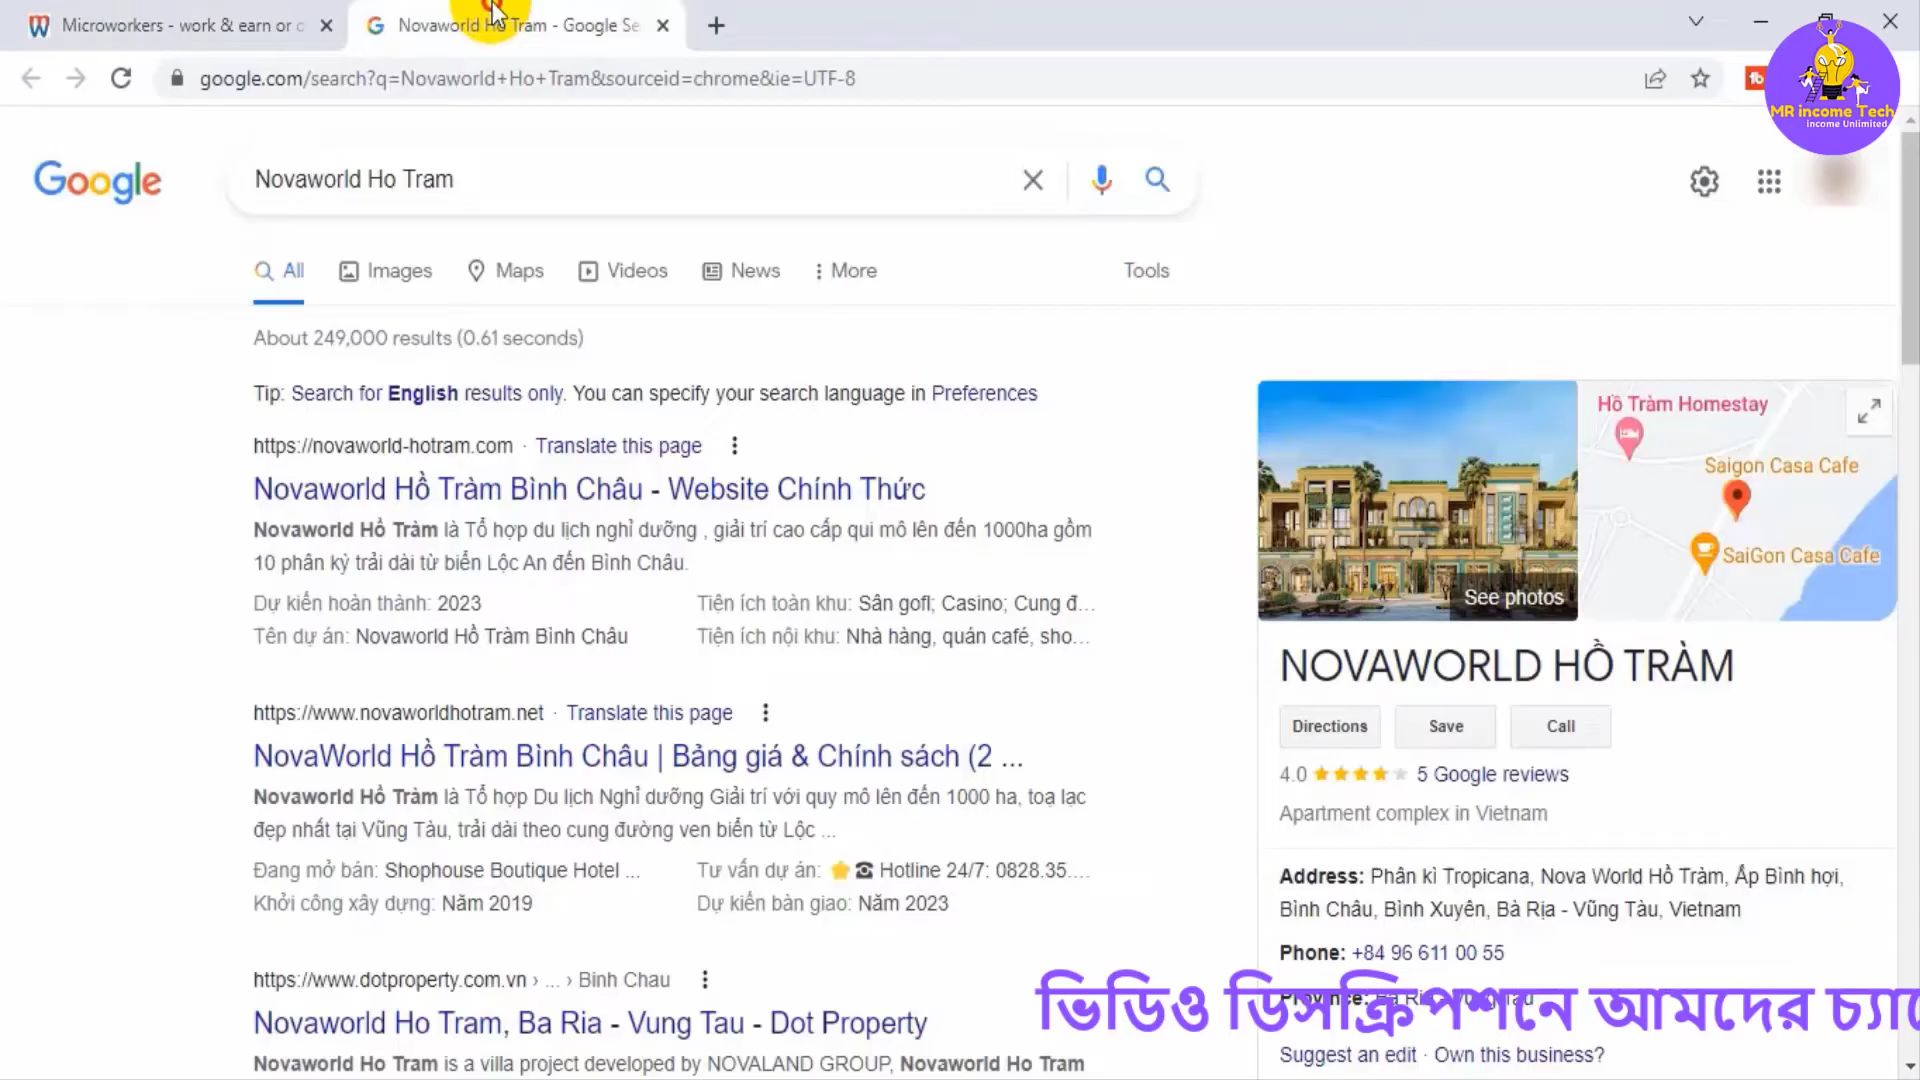 Microworkers - work & earn or c
Novaworld Ho Tram - Google Se
google.com/search?q=Novaworld+Ho+Tram&sourceid=chrome&ie=UTF-8
MR income Tech
income Unlimited
Google
Novaworld Ho Tram
All
Images
Maps
Videos
News
More
Tools
About 249,000 results (0.61 seconds)
Tip: Search for English results only. You can specify your search language in Preferences
https://novaworld-hotram.com · Translate this page
Novaworld Hồ Tràm Bình Châu - Website Chính Thức
Novaworld Hồ Tràm là Tổ hợp du lịch nghỉ dưỡng , giải trí cao cấp qui mô lên đến 1000ha gồm
10 phân kỳ trải dài từ biển Lộc An đến Bình Châu.
Dự kiến hoàn thành: 2023
Tiện ích toàn khu: Sân gofl; Casino; Cung đ...
Tên dự án: Novaworld Hồ Tràm Bình Châu
Tiện ích nội khu: Nhà hàng, quán café, sho...
https://www.novaworldhotram.net · Translate this page
NovaWorld Hồ Tràm Bình Châu | Bảng giá & Chính sách (2 ...
Novaworld Hồ Tràm là Tổ hợp Du lịch Nghỉ dưỡng Giải trí với quy mô lên đến 1000 ha, toạ lạc
đẹp nhất tại Vũng Tàu, trải dài theo cung đường ven biển từ Lộc ...
Đang mở bán: Shophouse Boutique Hotel ...
Tư vấn dự án: ⭐ ☎ Hotline 24/7: 0828.35....
Khởi công xây dựng: Năm 2019
Dự kiến bàn giao: Năm 2023
https://www.dotproperty.com.vn › ... › Binh Chau
Novaworld Ho Tram, Ba Ria - Vung Tau - Dot Property
Novaworld Ho Tram is a villa project developed by NOVALAND GROUP, Novaworld Ho Tram
Hồ Tràm Homestay
Saigon Casa Cafe
SaiGon Casa Cafe
See photos
NOVAWORLD HỒ TRÀM
Directions
Save
Call
4.0 5 Google reviews
Apartment complex in Vietnam
Address: Phân kì Tropicana, Nova World Hồ Tràm, Ấp Bình hợi,
Bình Châu, Bình Xuyên, Bà Rịa - Vũng Tàu, Vietnam
Phone: +84 96 611 00 55
Province:
ভিডিও ডিসক্রিপশনে আমদের
Suggest an edit · Own this business?